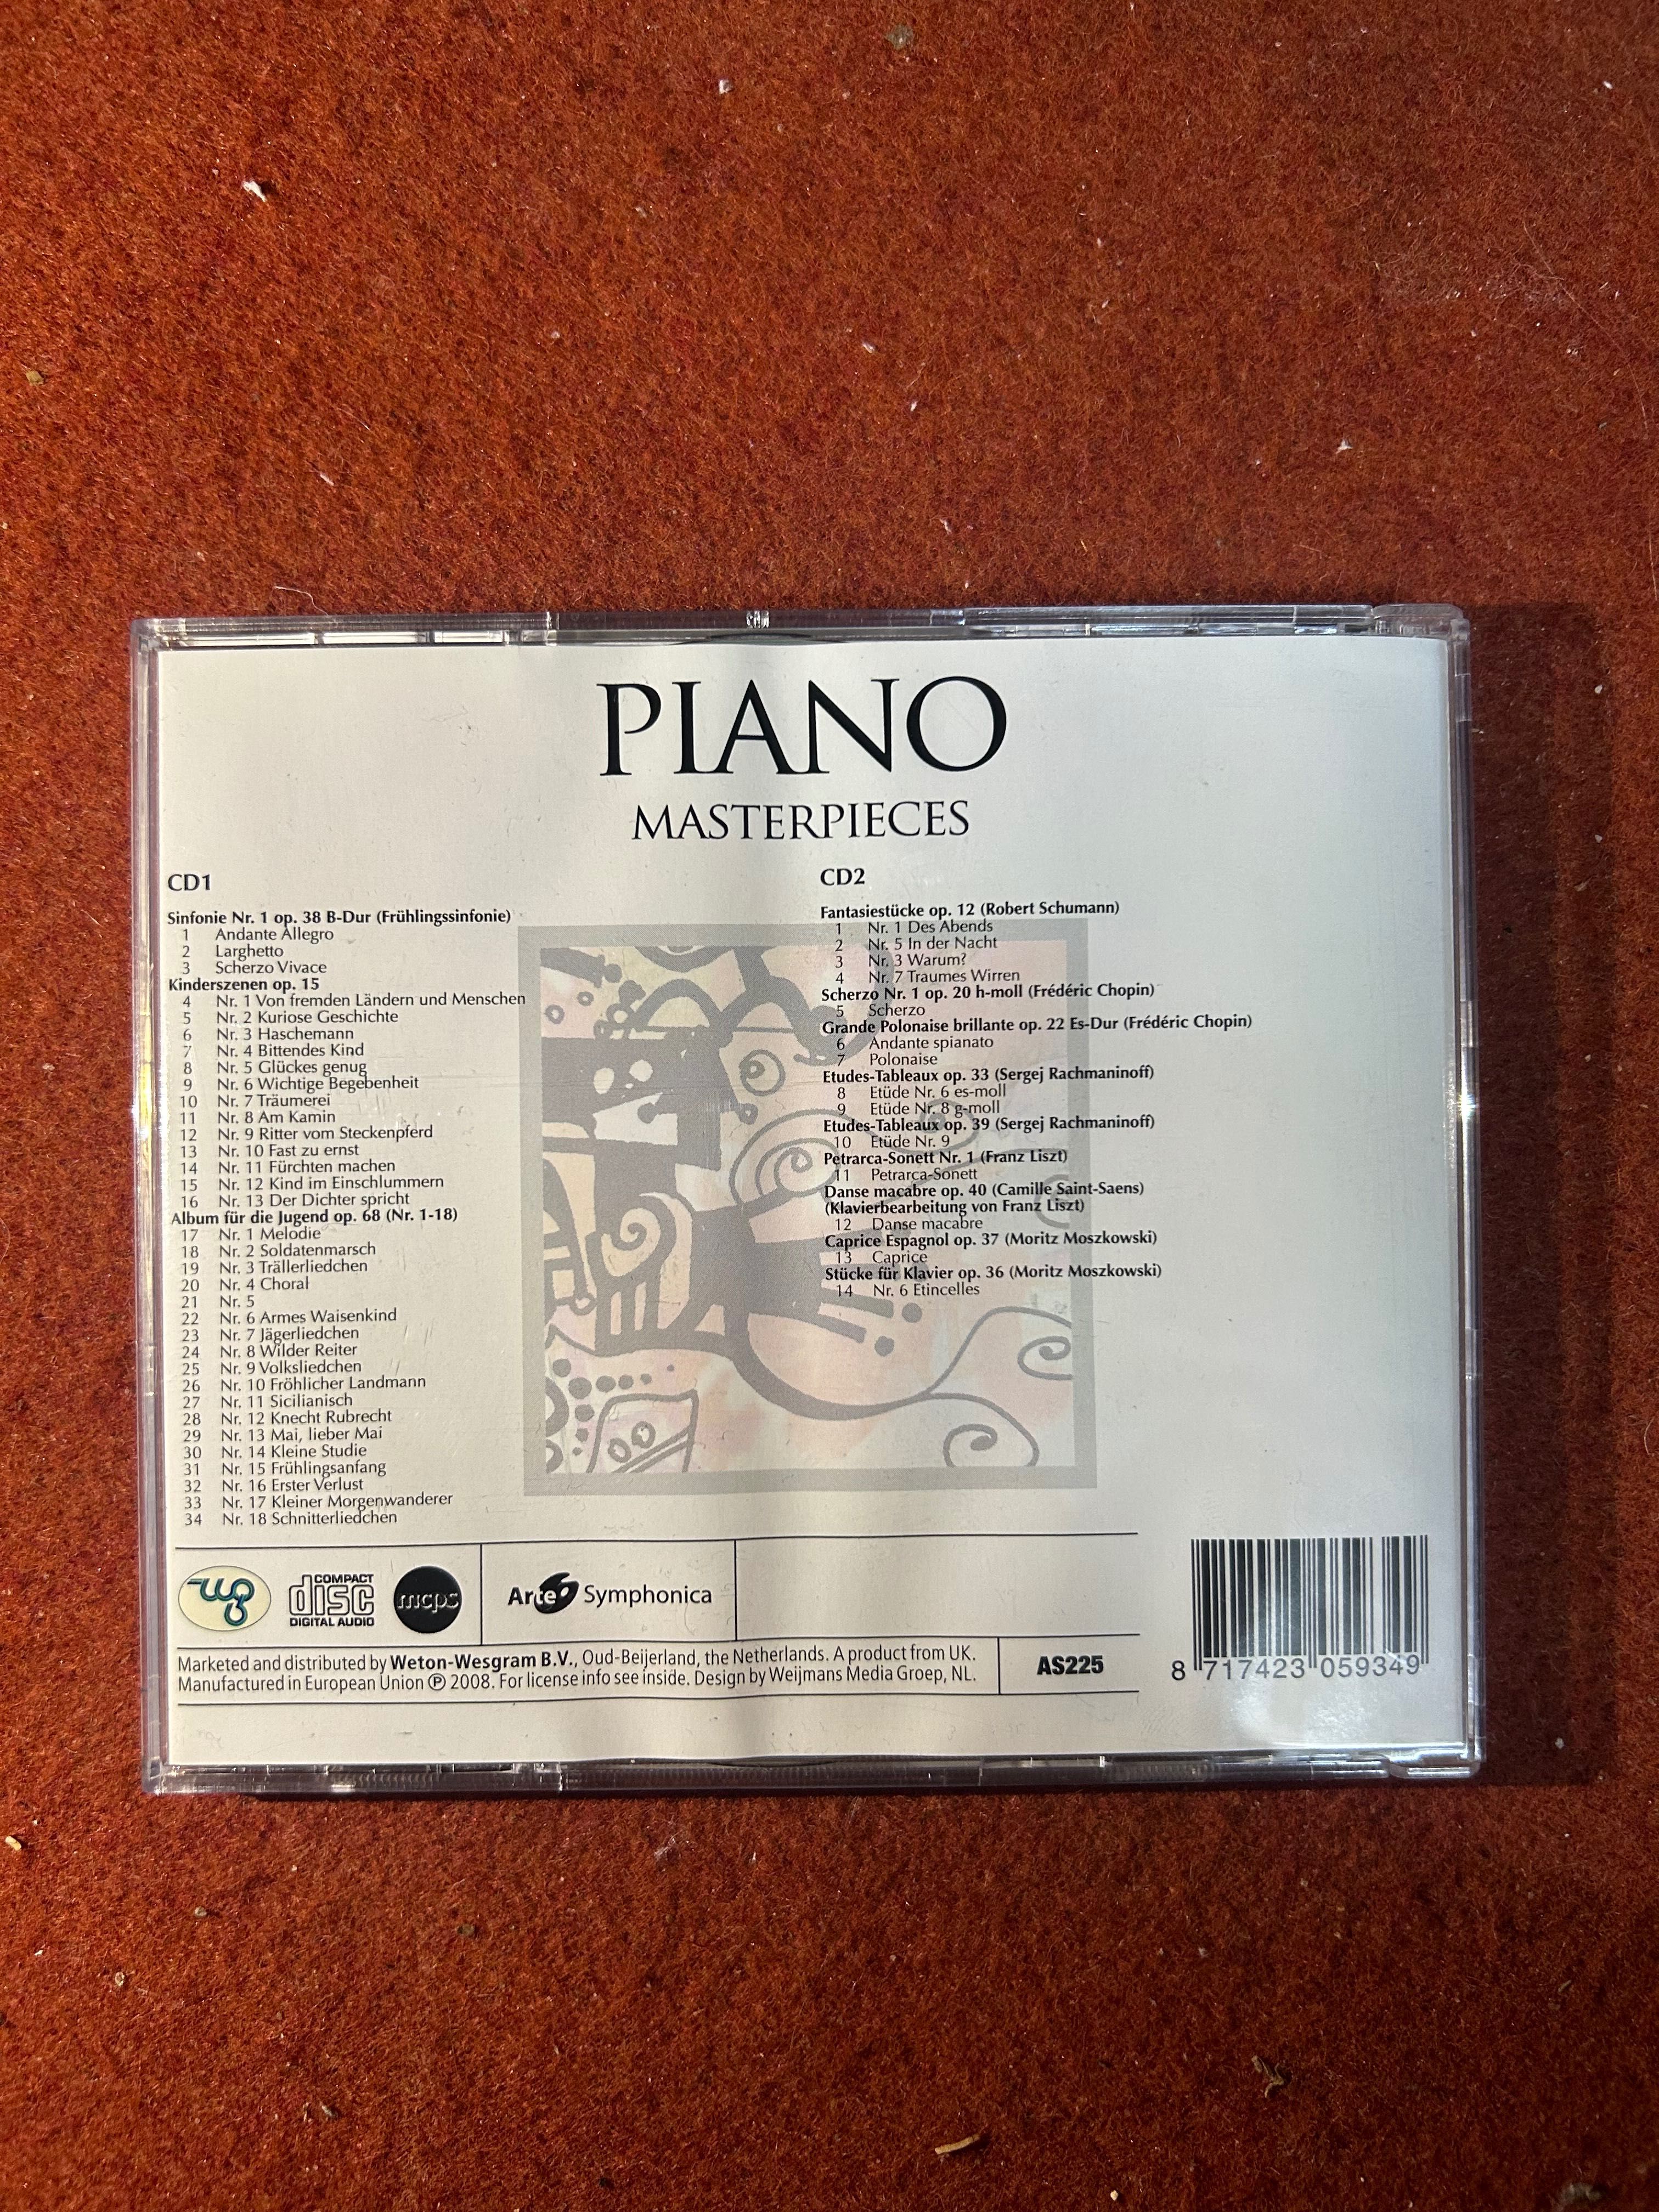 PIANO
MASTERPIECES
CD1
Sinfonie Nr. 1 op. 38 B-Dur (Frühlingssinfonie)
1 Andante Allegro
2 Larghetto
3 Scherzo Vivace
Kinderszenen op. 15
4 Nr. 1 Von fremden Ländern und Menschen
5 Nr. 2 Kuriose Geschichte
6 Nr. 3 Haschemann
7 Nr. 4 Bittendes Kind
8 Nr. 5 Glückes genug
9 Nr. 6 Wichtige Begebenheit
10 Nr. 7 Träumerei
11 Nr. 8 Am Kamin
12 Nr. 9 Ritter vom Steckenpferd
13 Nr. 10 Fast zu ernst
14 Nr. 11 Fürchten machen
15 Nr. 12 Kind im Einschlummern
16 Nr. 13 Der Dichter spricht
Album für die Jugend op. 68 (Nr. 1-18)
17 Nr. 1 Melodie
18 Nr. 2 Soldatenmarsch
19 Nr. 3 Trällerliedchen
20 Nr. 4 Choral
21 Nr. 5
22 Nr. 6 Armes Waisenkind
23 Nr. 7 Jägerliedchen
24 Nr. 8 Wilder Reiter
25 Nr. 9 Volksliedchen
26 Nr. 10 Fröhlicher Landmann
27 Nr. 11 Sicilianisch
28 Nr. 12 Knecht Rubrecht
29 Nr. 13 Mai, lieber Mai
30 Nr. 14 Kleine Studie
31 Nr. 15 Frühlingsanfang
32 Nr. 16 Erster Verlust
33 Nr. 17 Kleiner Morgenwanderer
34 Nr. 18 Schnitterliedchen
CD2
Fantasiestücke op. 12 (Robert Schumann)
1 Nr. 1 Des Abends
2 Nr. 5 In der Nacht
3 Nr. 3 Warum?
4 Nr. 7 Traumes Wirren
Scherzo Nr. 1 op. 20 h-moll (Frédéric Chopin)
5 Scherzo
Grande Polonaise brillante op. 22 Es-Dur (Frédéric Chopin)
6 Andante spianato
7 Polonaise
Etudes-Tableaux op. 33 (Sergej Rachmaninoff)
8 Etüde Nr. 6 es-moll
9 Etüde Nr. 8 g-moll
Etudes-Tableaux op. 39 (Sergej Rachmaninoff)
10 Etüde Nr. 9
Petrarca-Sonett Nr. 1 (Franz Liszt)
11 Petrarca-Sonett
Danse macabre op. 40 (Camille Saint-Saens)
(Klavierbearbeitung von Franz Liszt)
12 Danse macabre
Caprice Espagnol op. 37 (Moritz Moszkowski)
13 Caprice
Stücke für Klavier op. 36 (Moritz Moszkowski)
14 Nr. 6 Etincelles
wg
COMPACT
disc
DIGITAL AUDIO
mcps
Arte Symphonica
Marketed and distributed by Weton-Wesgram B.V., Oud-Beijerland, the Netherlands. A product from UK.
Manufactured in European Union ℗ 2008. For license info see inside. Design by Weijmans Media Groep, NL.
AS225
8 717423 059349